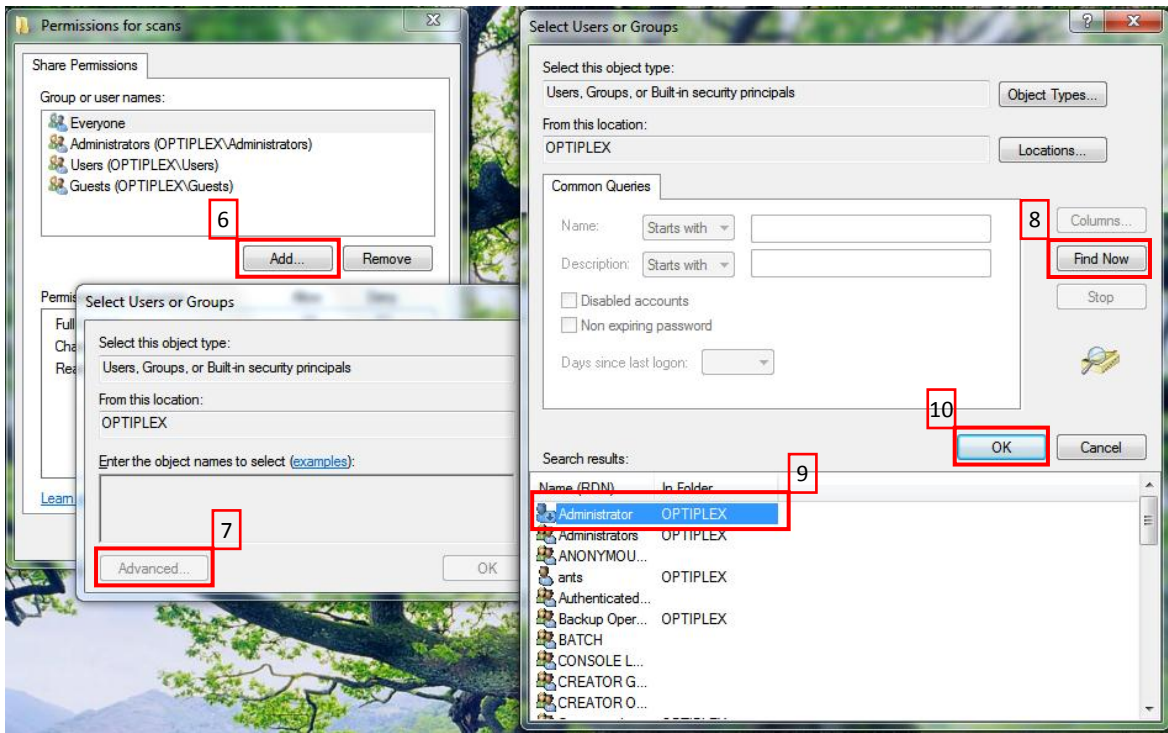 Permissions for scans
Share Permissions
Group or user names:
Everyone
Administrators (OPTIPLEX\Administrators)
Users (OPTIPLEX\Users)
Guests (OPTIPLEX\Guests)
6
Add...
Remove
Permis
Full
Cha
Rea
Learn
Select Users or Groups
Select this object type:
Users, Groups, or Built-in security principals
From this location:
OPTIPLEX
Enter the object names to select (examples):
7
Advanced...
OK
Select Users or Groups
Select this object type:
Users, Groups, or Built-in security principals
Object Types...
From this location:
OPTIPLEX
Locations...
Common Queries
Name:
Starts with
8
Columns...
Description:
Starts with
Find Now
Disabled accounts
Stop
Non expiring password
Days since last logon:
10
OK
Cancel
Search results:
9
Name (RDN)
In Folder
Administrator OPTIPLEX
Administrators OPTIPLEX
ANONYMOU...
ants OPTIPLEX
Authenticated...
Backup Oper... OPTIPLEX
BATCH
CONSOLE L...
CREATOR G...
CREATOR O...